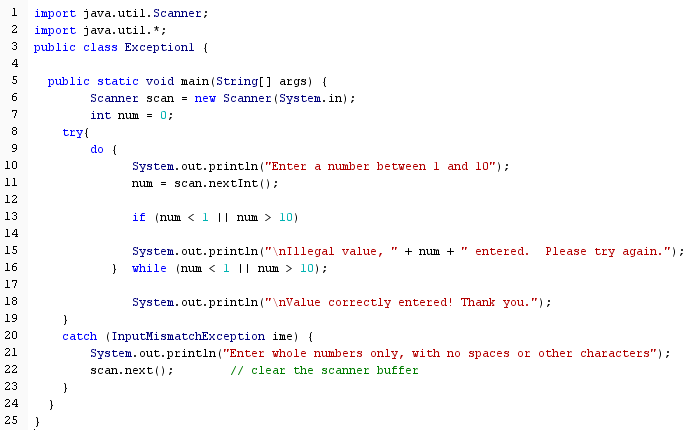 1 import java.util.Scanner;
2 import java.util.*;
3 public class Exception1 {
4
5 public static void main(String[] args) {
6 Scanner scan = new Scanner(System.in);
7 int num = 0;
8 try{
9 do {
10 System.out.println("Enter a number between 1 and 10");
11 num = scan.nextInt();
12
13 if (num < 1 || num > 10)
14
15 System.out.println("\nIllegal value, " + num + " entered.  Please try again.");
16 }  while (num < 1 || num > 10);
17
18 System.out.println("\nValue correctly entered! Thank you.");
19 }
20 catch (InputMismatchException ime) {
21 System.out.println("Enter whole numbers only, with no spaces or other characters");
22 scan.next();        // clear the scanner buffer
23 }
24 }
25 }